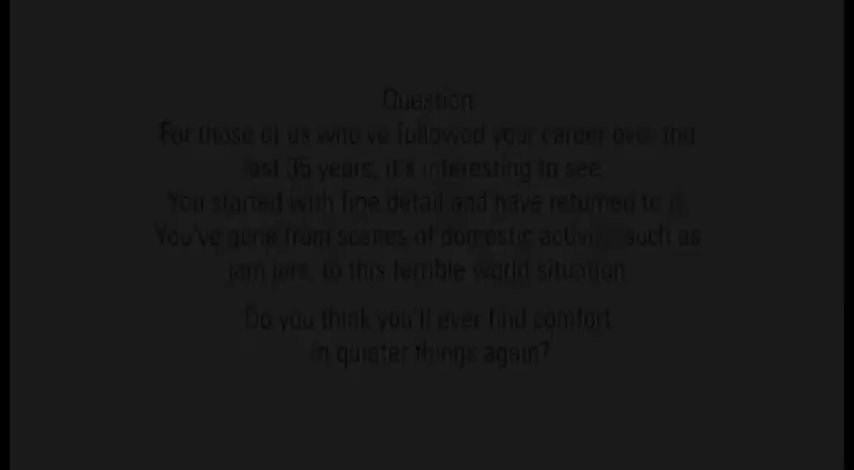 Question
For those of us who've followed your career over the
last 35 years, it's interesting to see
You started with fine detail and have returned to it.
You've gone from scenes of domestic activity, such as
jam jars, to this terrible world situation
Do you think you'll ever find comfort
in quieter things again?